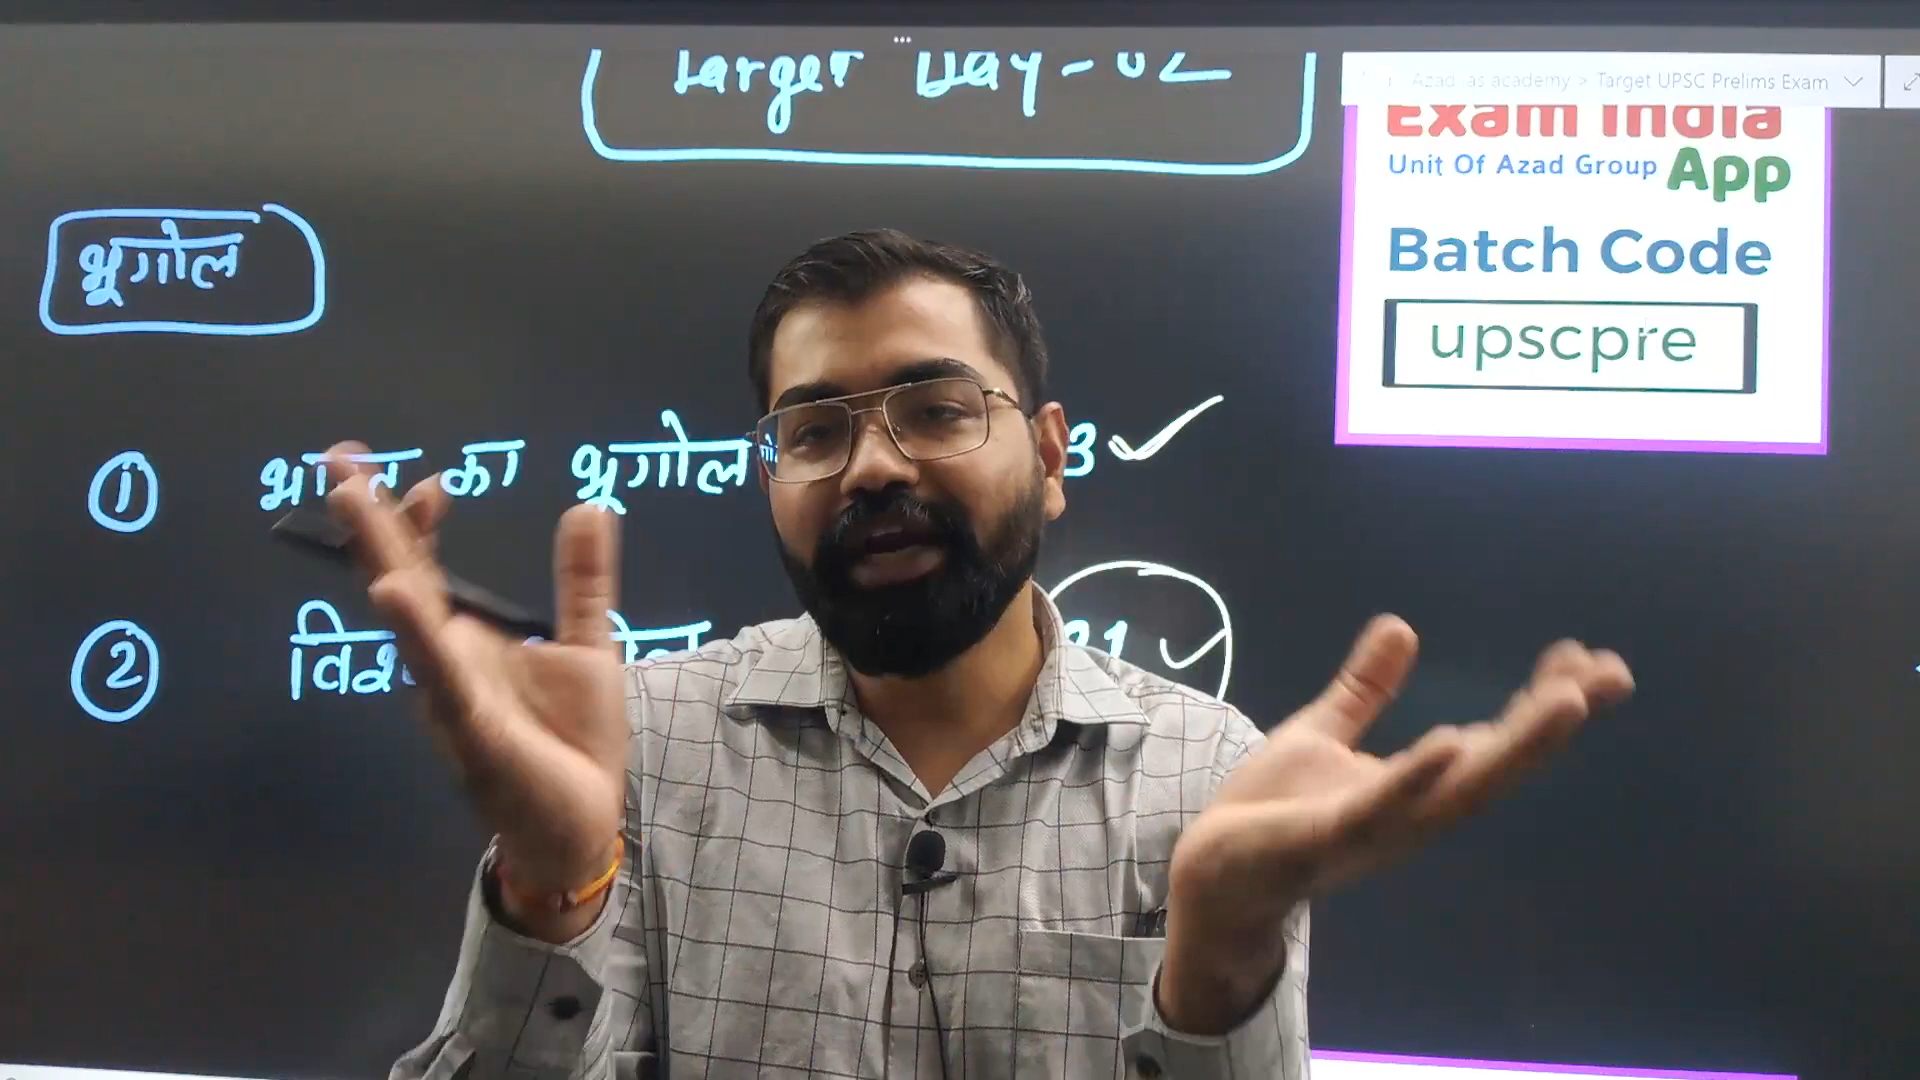 Target Day-02
Azad ias academy > Target UPSC Prelims Exam
Exam India
Unit Of Azad Group App
Batch Code
upscpre
भूगोल
① भारत का भूगोल 3
② 21